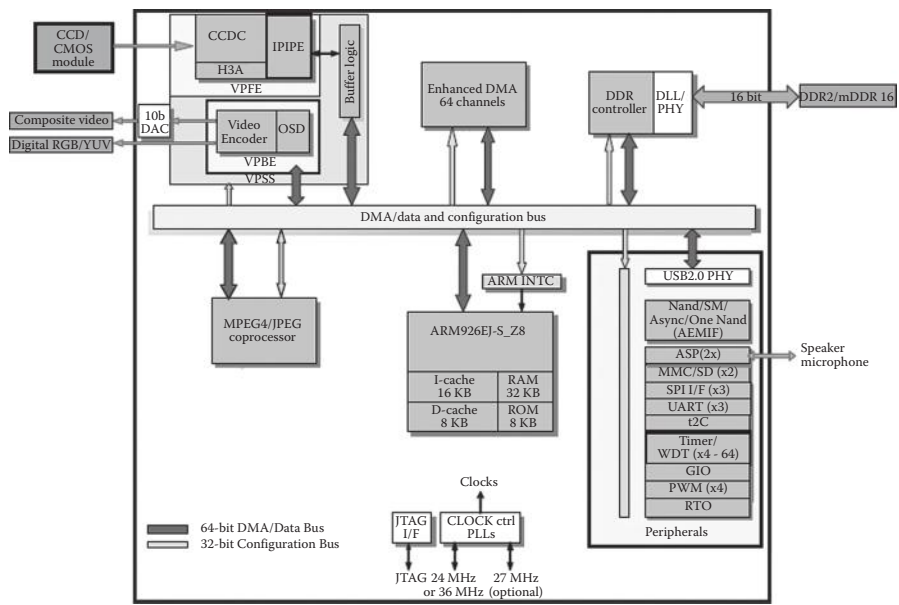 CCD/
CMOS
module
CCDC
IPIPE
H3A
VPFE
Buffer logic
Composite video
Digital RGB/YUV
10b
DAC
Video
Encoder
OSD
VPBE
VPSS
Enhanced DMA
64 channels
DDR
controller
DLL/
PHY
16 bit
DDR2/mDDR 16
DMA/data and configuration bus
MPEG4/JPEG
coprocessor
ARM INTC
ARM926EJ-S_Z8
I-cache
16 KB
RAM
32 KB
D-cache
8 KB
ROM
8 KB
USB2.0 PHY
Nand/SM/
Async/One Nand
(AEMIF)
ASP(2x)
MMC/SD (x2)
SPI I/F (x3)
UART (x3)
t2C
Timer/
WDT (x4 - 64)
GIO
PWM (x4)
RTO
Peripherals
Speaker
microphone
Clocks
JTAG
I/F
CLOCK ctrl
PLLs
JTAG
24 MHz
or 36 MHz
27 MHz
(optional)
64-bit DMA/Data Bus
32-bit Configuration Bus